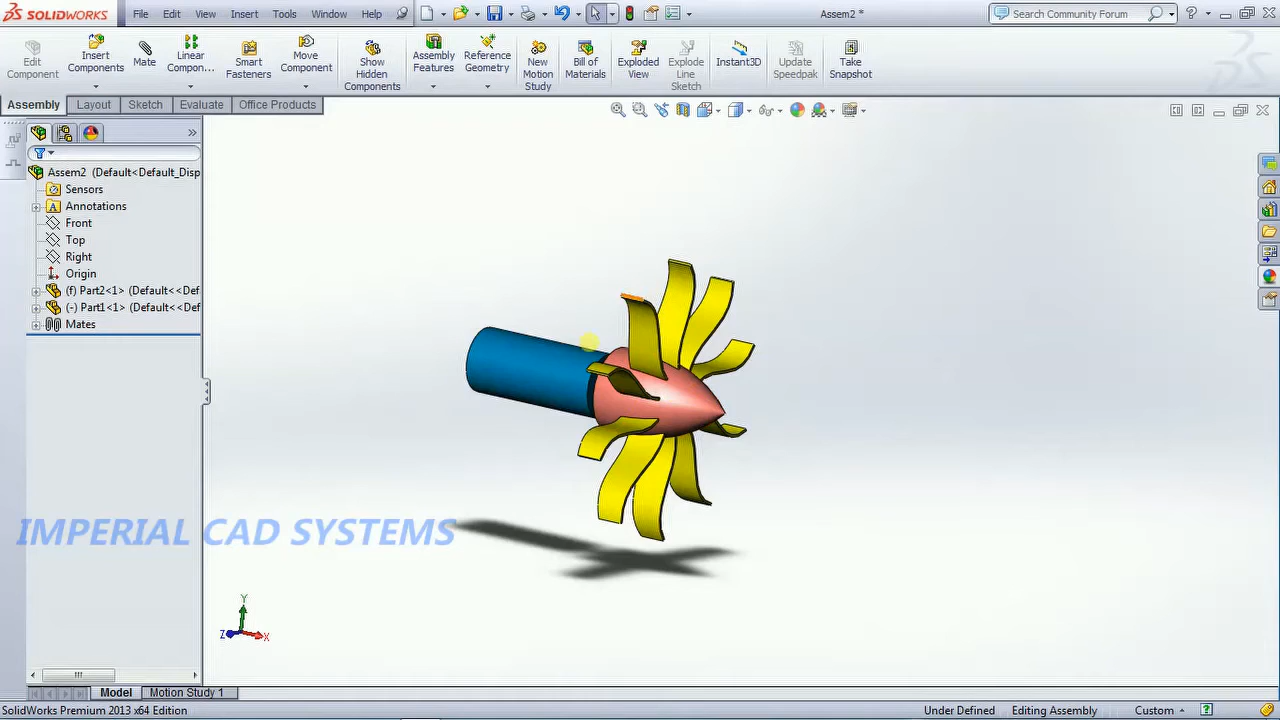 SOLIDWORKS File Edit View Insert Tools Window Help Assem2 * Search Community Forum
Edit Component
Insert Components
Mate
Linear Compon...
Smart Fasteners
Move Component
Show Hidden Components
Assembly Features
Reference Geometry
New Motion Study
Bill of Materials
Exploded View
Explode Line Sketch
Instant3D
Update Speedpak
Take Snapshot
Assembly Layout Sketch Evaluate Office Products
Assem2 (Default<Default_Disp
Sensors
Annotations
Front
Top
Right
Origin
(f) Part2<1> (Default<<Def
(-) Part1<1> (Default<<Def
Mates
IMPERIAL CAD SYSTEMS
Y
Z X
Model Motion Study 1
SolidWorks Premium 2013 x64 Edition Under Defined Editing Assembly Custom